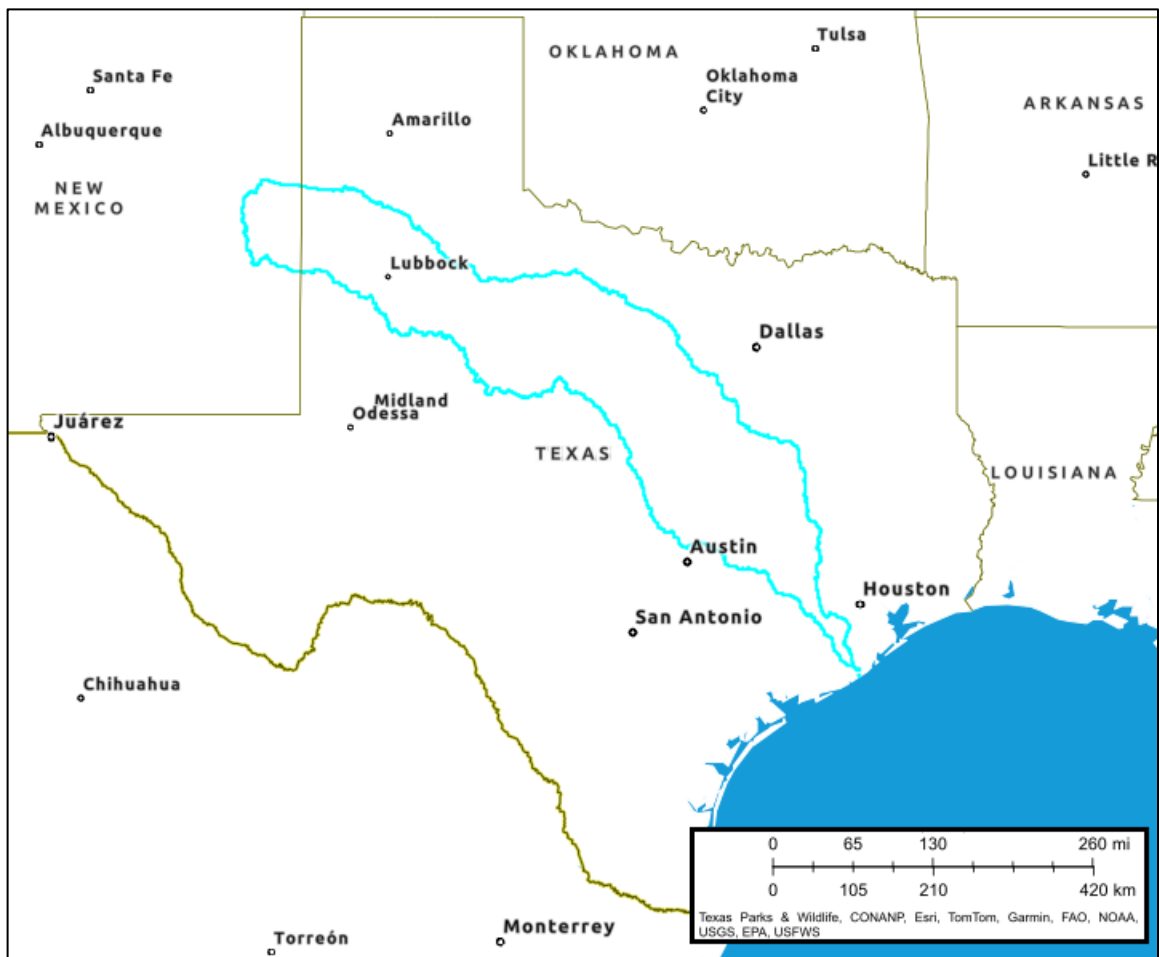 Tulsa
OKLAHOMA
Santa Fe
Oklahoma
City
ARKANSAS
Amarillo
Albuquerque
Little R
NEW
MEXICO
Lubbock
Dallas
Midland
Odessa
Juárez
TEXAS
LOUISIANA
Austin
Houston
San Antonio
Chihuahua
0 65 130 260 mi
0 105 210 420 km
Texas Parks & Wildlife, CONANP, Esri, TomTom, Garmin, FAO, NOAA,
USGS, EPA, USFWS
Monterrey
Torreón